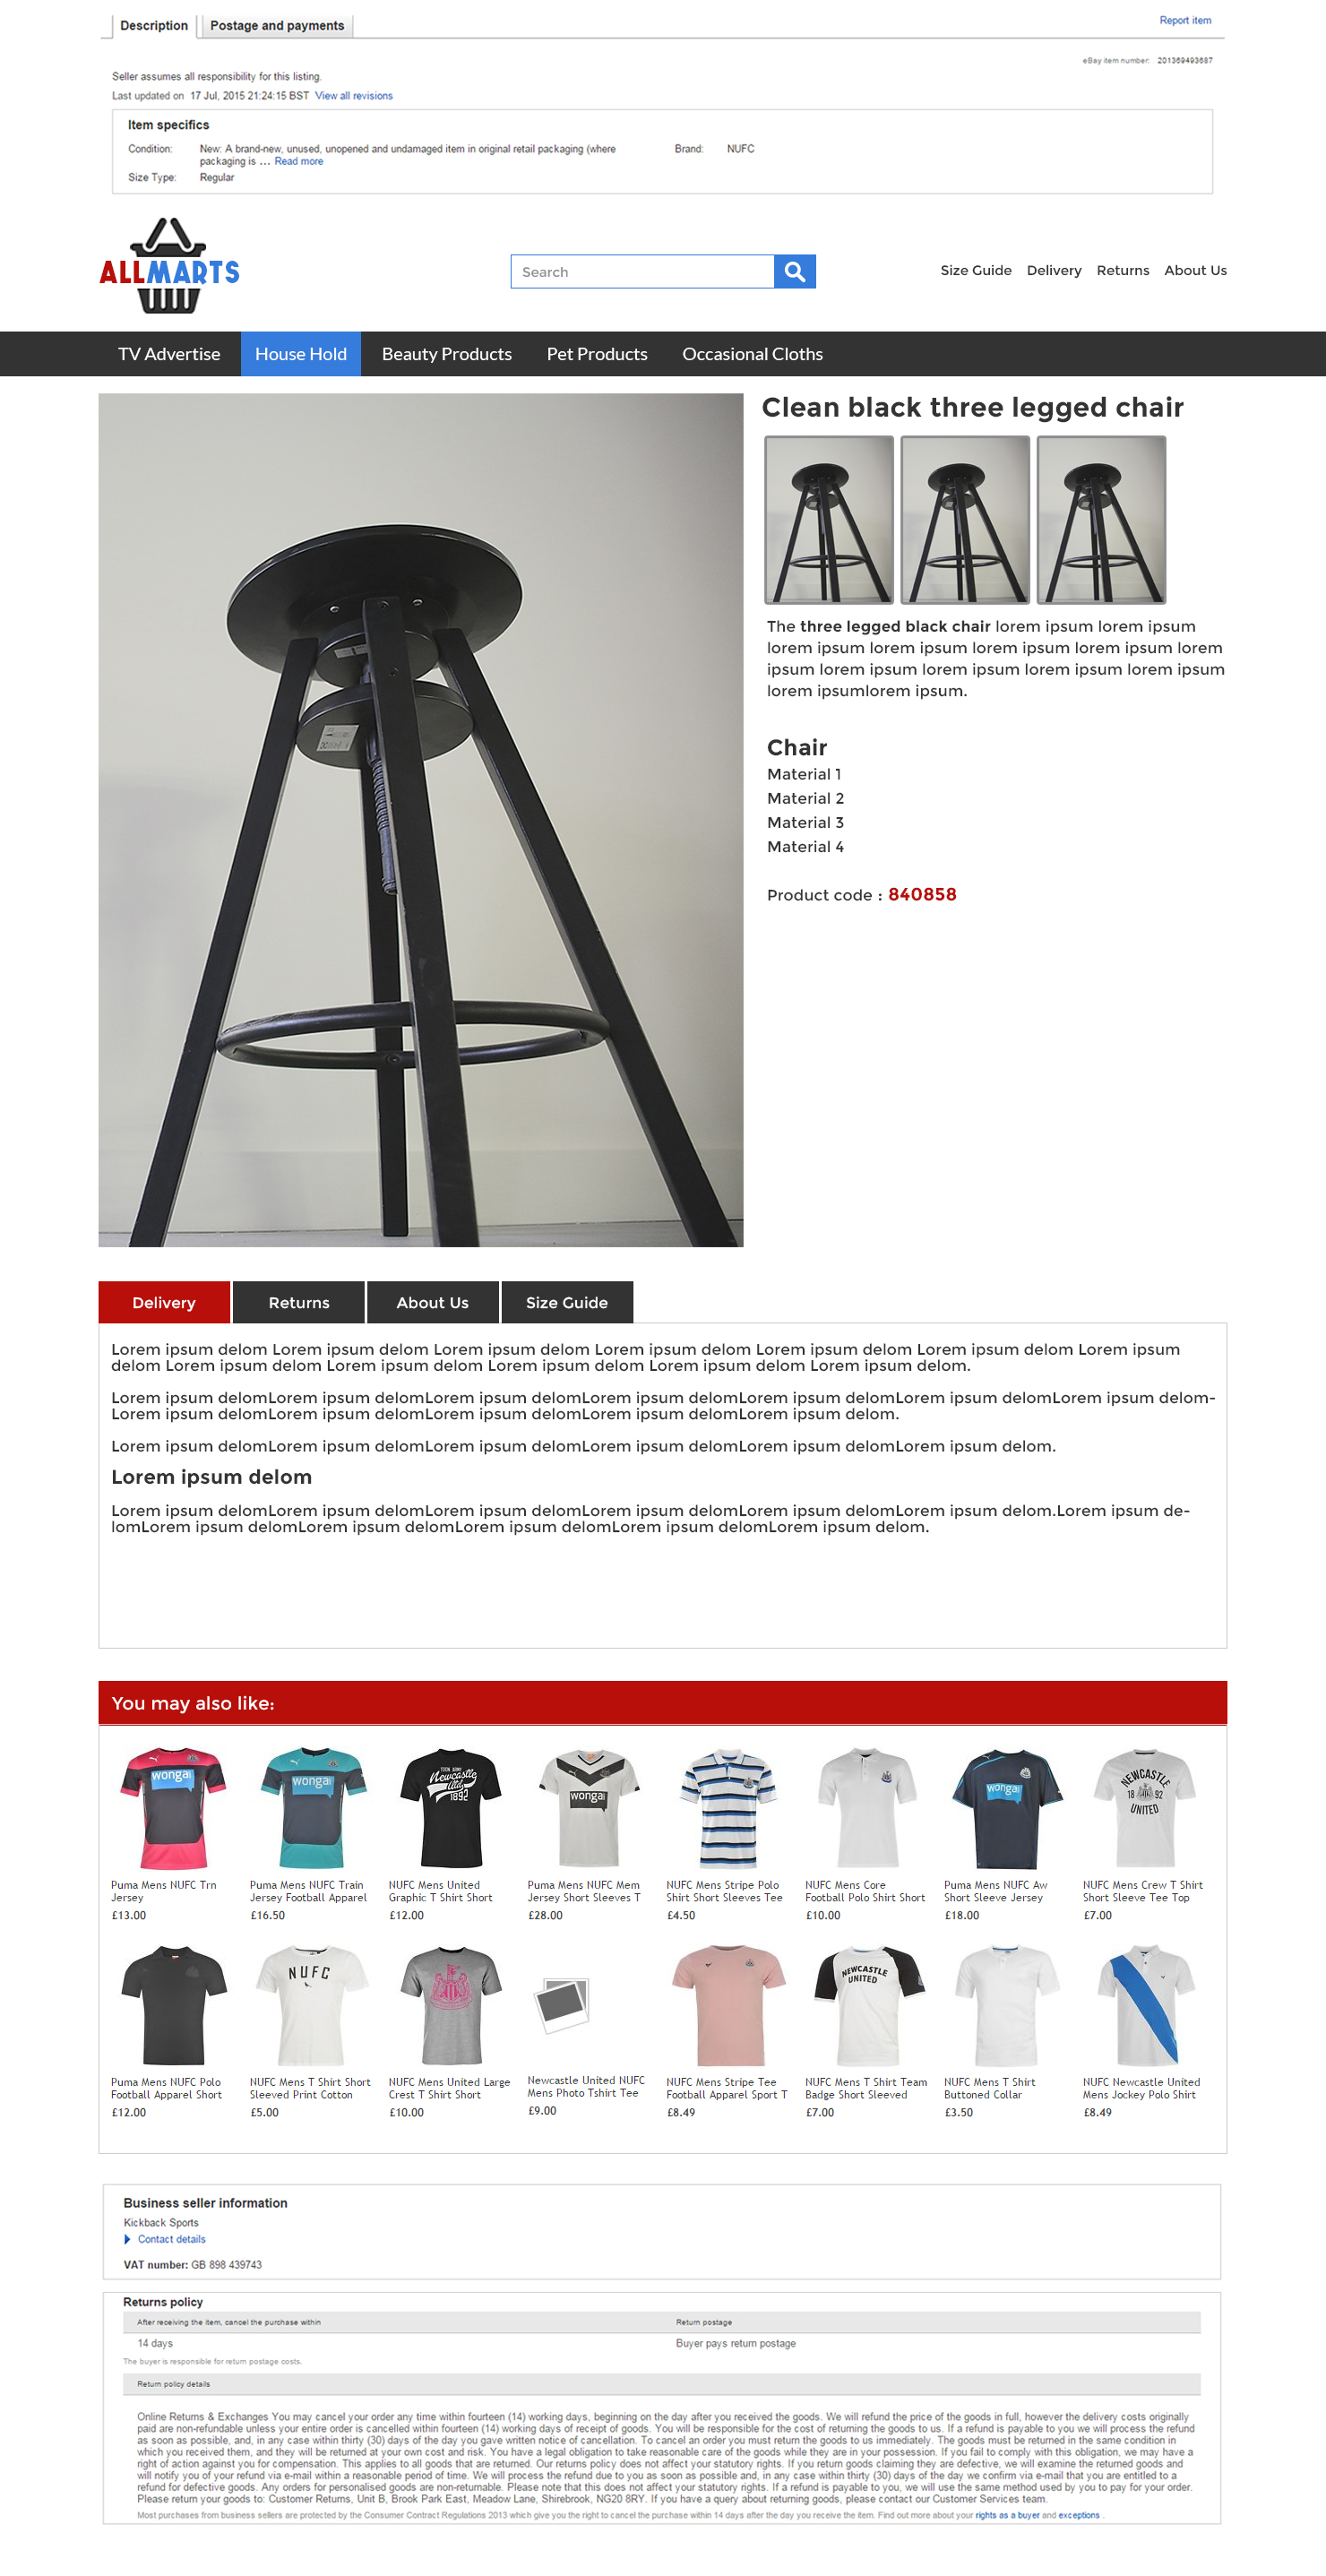 Description
Postage and payments
Report item
eBay item number: 201369493687
Seller assumes all responsibility for this listing.
Last updated on 17 Jul, 2015 21:24:15 BST View all revisions
Item specifics
Condition: New: A brand-new, unused, unopened and undamaged item in original retail packaging (where
packaging is ... Read more
Brand: NUFC
Size Type: Regular
ALLMARTS
Search
Size Guide Delivery Returns About Us
TV Advertise House Hold Beauty Products Pet Products Occasional Cloths
Clean black three legged chair
The three legged black chair lorem ipsum lorem ipsum
lorem ipsum lorem ipsum lorem ipsum lorem ipsum lorem
ipsum lorem ipsum lorem ipsum lorem ipsum lorem ipsum
lorem ipsumlorem ipsum.
Chair
Material 1
Material 2
Material 3
Material 4
Product code : 840858
Delivery Returns About Us Size Guide
Lorem ipsum delom Lorem ipsum delom Lorem ipsum delom Lorem ipsum delom Lorem ipsum delom Lorem ipsum delom Lorem ipsum
delom Lorem ipsum delom Lorem ipsum delom Lorem ipsum delom Lorem ipsum delom Lorem ipsum delom.
Lorem ipsum delomLorem ipsum delomLorem ipsum delomLorem ipsum delomLorem ipsum delomLorem ipsum delomLorem ipsum delom-
Lorem ipsum delomLorem ipsum delomLorem ipsum delomLorem ipsum delomLorem ipsum delom.
Lorem ipsum delomLorem ipsum delomLorem ipsum delomLorem ipsum delomLorem ipsum delomLorem ipsum delom.
Lorem ipsum delom
Lorem ipsum delomLorem ipsum delomLorem ipsum delomLorem ipsum delomLorem ipsum delomLorem ipsum delom.Lorem ipsum de-
lomLorem ipsum delomLorem ipsum delomLorem ipsum delomLorem ipsum delomLorem ipsum delom.
You may also like:
wonga
wonga
TOON ARMY
Newcastle
Utd
1892
wonga
wonga
NEWCASTLE
18 92
UNITED
Puma Mens NUFC Trn
Jersey
£13.00
Puma Mens NUFC Train
Jersey Football Apparel
£16.50
NUFC Mens United
Graphic T Shirt Short
£12.00
Puma Mens NUFC Mem
Jersey Short Sleeves T
£28.00
NUFC Mens Stripe Polo
Shirt Short Sleeves Tee
£4.50
NUFC Mens Core
Football Polo Shirt Short
£10.00
Puma Mens NUFC Aw
Short Sleeve Jersey
£18.00
NUFC Mens Crew T Shirt
Short Sleeve Tee Top
£7.00
NUFC
NEWCASTLE
UNITED
Puma Mens NUFC Polo
Football Apparel Short
£12.00
NUFC Mens T Shirt Short
Sleeved Print Cotton
£5.00
NUFC Mens United Large
Crest T Shirt Short
£10.00
Newcastle United NUFC
Mens Photo Tshirt Tee
£9.00
NUFC Mens Stripe Tee
Football Apparel Sport T
£8.49
NUFC Mens T Shirt Team
Badge Short Sleeved
£7.00
NUFC Mens T Shirt
Buttoned Collar
£3.50
NUFC Newcastle United
Mens Jockey Polo Shirt
£8.49
Business seller information
Kickback Sports
Contact details
VAT number: GB 898 439743
Returns policy
After receiving the item, cancel the purchase within
Return postage
14 days
Buyer pays return postage
The buyer is responsible for return postage costs.
Return policy details
Online Returns & Exchanges You may cancel your order any time within fourteen (14) working days, beginning on the day after you received the goods. We will refund the price of the goods in full, however the delivery costs originally
paid are non-refundable unless your entire order is cancelled within fourteen (14) working days of receipt of goods. You will be responsible for the cost of returning the goods to us. If a refund is payable to you we will process the refund
as soon as possible, and, in any case within thirty (30) days of the day you gave written notice of cancellation. To cancel an order you must return the goods to us immediately. The goods must be returned in the same condition in
which you received them, and they will be returned at your own cost and risk. You have a legal obligation to take reasonable care of the goods while they are in your possession. If you fail to comply with this obligation, we may have a
right of action against you for compensation. This applies to all goods that are returned. Our returns policy does not affect your statutory rights. If you return goods claiming they are defective, we will examine the returned goods and
will notify you of your refund via e-mail within a reasonable period of time. We will process the refund due to you as soon as possible and, in any case within thirty (30) days of the day we confirm via e-mail that you are entitled to a
refund for defective goods. Any orders for personalised goods are non-returnable. Please note that this does not affect your statutory rights. If a refund is payable to you, we will use the same method used by you to pay for your order.
Please return your goods to: Customer Returns, Unit B, Brook Park East, Meadow Lane, Shirebrook, NG20 8RY. If you have a query about returning goods, please contact our Customer Services team.
Most purchases from business sellers are protected by the Consumer Contract Regulations 2013 which give you the right to cancel the purchase within 14 days after the day you receive the item. Find out more about your rights as a buyer and exceptions .